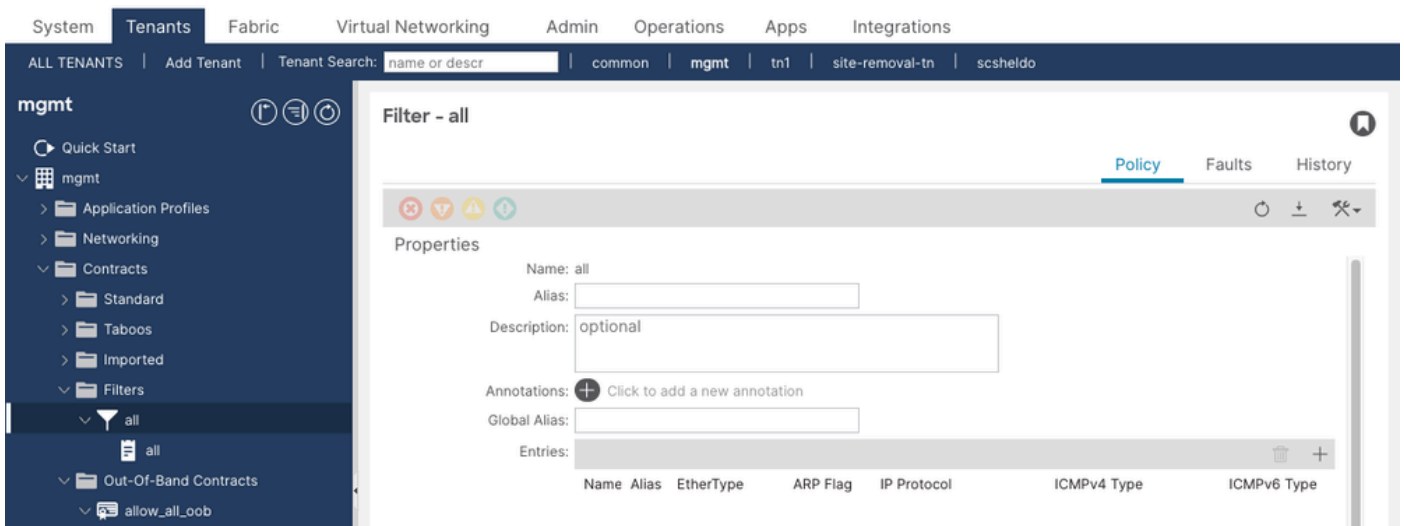 System Tenants Fabric Virtual Networking Admin Operations Apps Integrations
ALL TENANTS | Add Tenant | Tenant Search: name or descr | common | mgmt | tn1 | site-removal-tn | scsheldo
mgmt
Quick Start
mgmt
Application Profiles
Networking
Contracts
Standard
Taboos
Imported
Filters
all
all
Out-Of-Band Contracts
allow_all_oob
Filter - all
Policy Faults History
Properties
Name: all
Alias:
Description: optional
Annotations: Click to add a new annotation
Global Alias:
Entries:
Name Alias EtherType ARP Flag IP Protocol ICMPv4 Type ICMPv6 Type